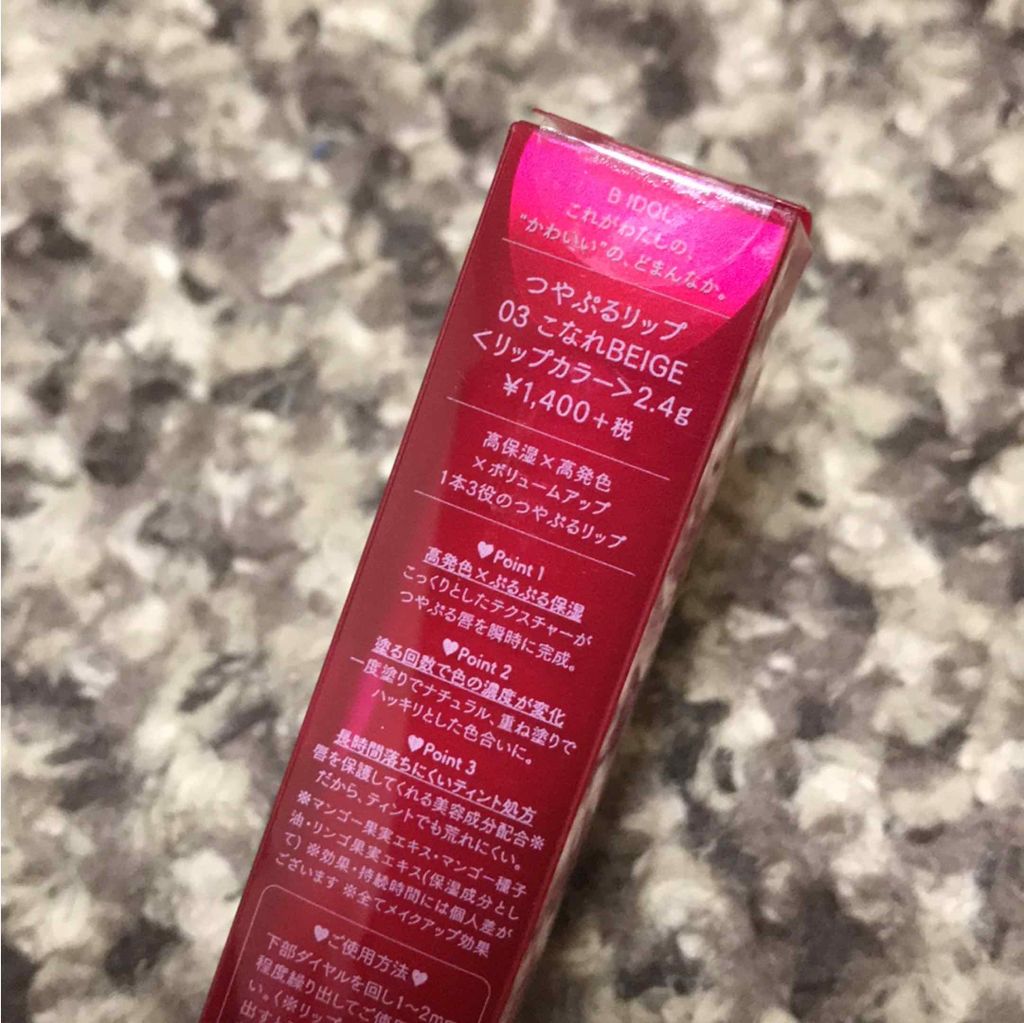 B IDOL
これがわたしの、
“かわいい”の、どまんなか。
つやぷるリップ
03 こなれBEIGE
<リップカラー>2.4g
¥1,400+税
高保湿×高発色
×ボリュームアップ
1本3役のつやぷるリップ
♥Point 1
高発色×ぷるぷる保湿
こっくりとしたテクスチャーが
つやぷる唇を瞬時に完成。
♥Point 2
塗る回数で色の濃度が変化
一度塗りでナチュラル、重ね塗りで
ハッキリとした色合いに。
♥Point 3
長時間落ちにくいティント処方
唇を保護してくれる美容成分配合※
だから、ティントでも荒れにくい。
※マンゴー果実エキス・マンゴー種子
油・リンゴ果実エキス(保湿成分とし
て) ※効果・持続時間には個人差が
ございます ※全てメイクアップ効果
♥ご使用方法♥
下部ダイヤルを回し1〜2m
程度繰り出してご使
い。(※リップ
出す